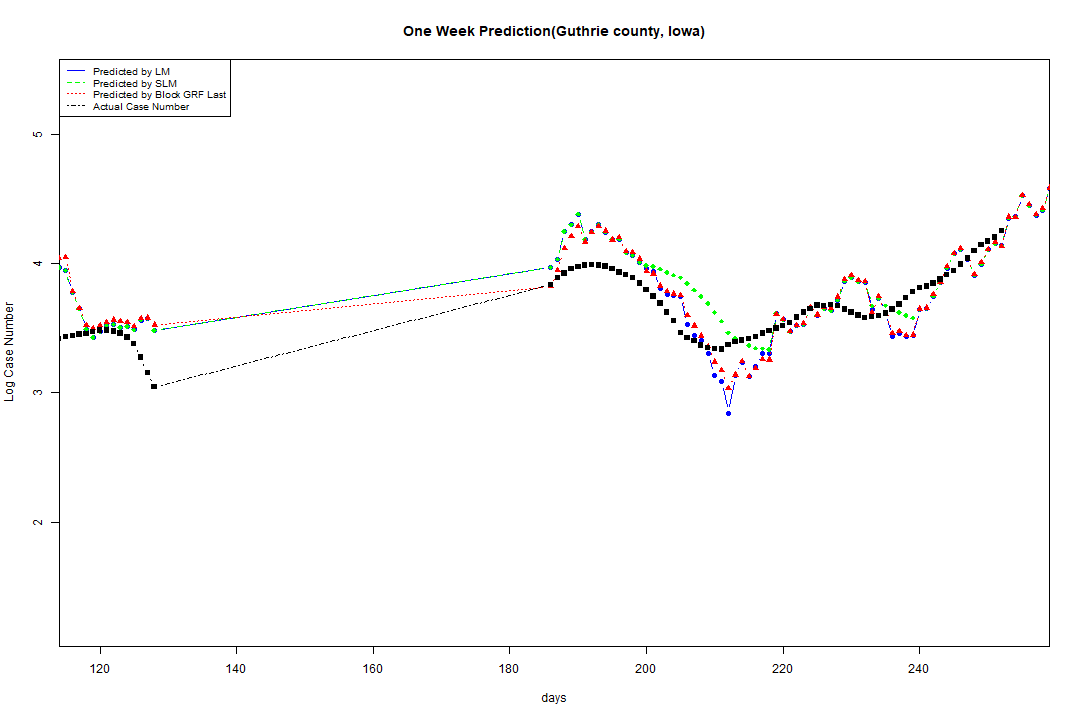 One Week Prediction(Guthrie county, Iowa)
Predicted by LM
Predicted by SLM
Predicted by Block GRF Last
Actual Case Number
5
4
3
2
Log Case Number
120 140 160 180 200 220 240
days